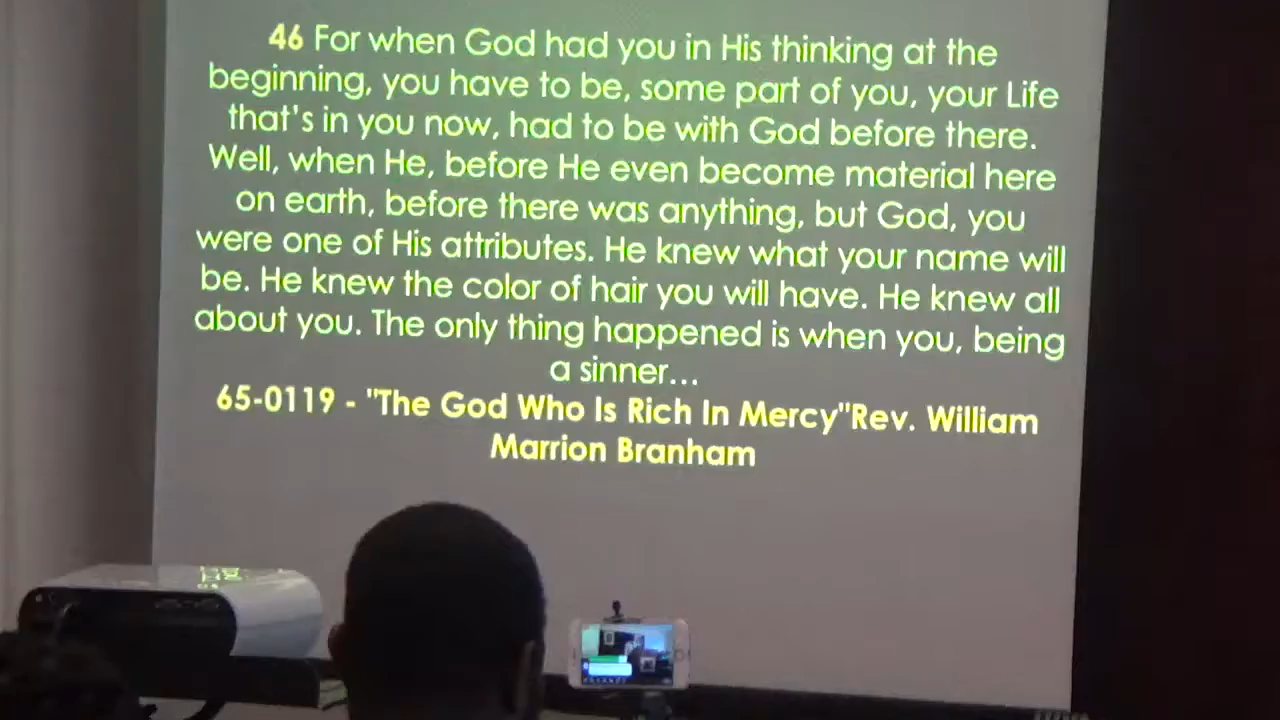 46 For when God had you in His thinking at the
beginning, you have to be, some part of you, your Life
that's in you now, had to be with God before there.
Well, when He, before He even become material here
on earth, before there was anything, but God, you
were one of His attributes. He knew what your name will
be. He knew the color of hair you will have. He knew all
about you. The only thing happened is when you, being
a sinner...
65-0119 - "The God Who Is Rich In Mercy"Rev. William
Marrion Branham